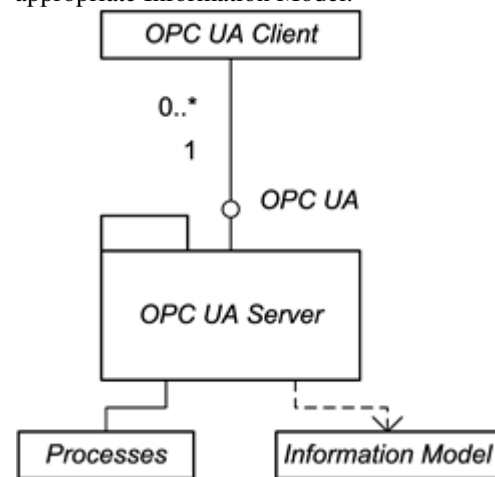 appropriate Information Model.
OPC UA Client
0..*
1
OPC UA
OPC UA Server
Processes
Information Model